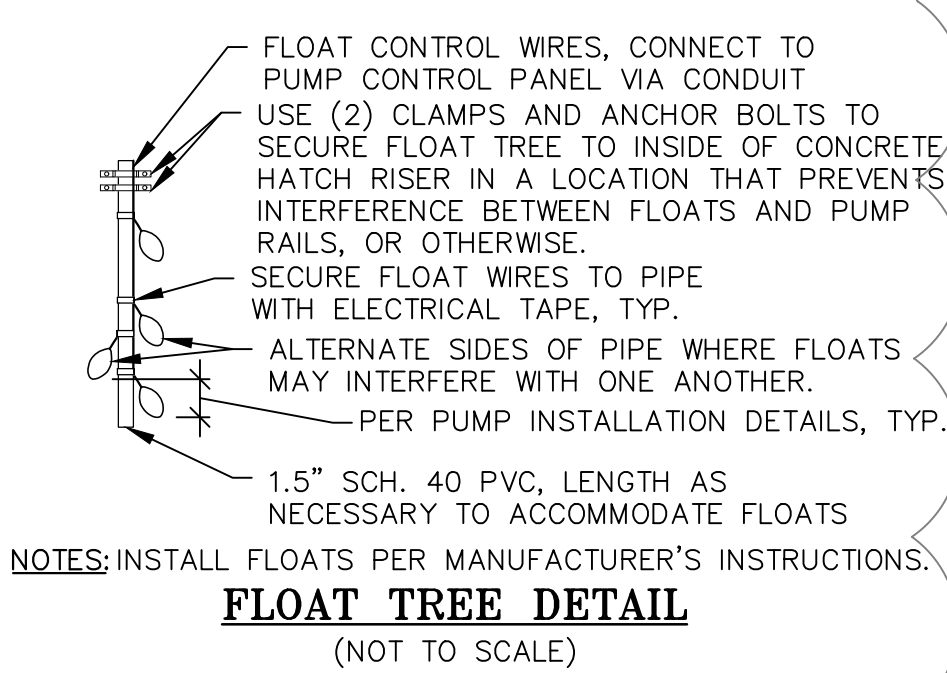 FLOAT CONTROL WIRES, CONNECT TO
PUMP CONTROL PANEL VIA CONDUIT
USE (2) CLAMPS AND ANCHOR BOLTS TO
SECURE FLOAT TREE TO INSIDE OF CONCRETE
HATCH RISER IN A LOCATION THAT PREVENTS
INTERFERENCE BETWEEN FLOATS AND PUMP
RAILS, OR OTHERWISE.
SECURE FLOAT WIRES TO PIPE
WITH ELECTRICAL TAPE, TYP.
ALTERNATE SIDES OF PIPE WHERE FLOATS
MAY INTERFERE WITH ONE ANOTHER.
PER PUMP INSTALLATION DETAILS, TYP.
1.5” SCH. 40 PVC, LENGTH AS
NECESSARY TO ACCOMMODATE FLOATS
NOTES: INSTALL FLOATS PER MANUFACTURER’S INSTRUCTIONS.
FLOAT TREE DETAIL
(NOT TO SCALE)